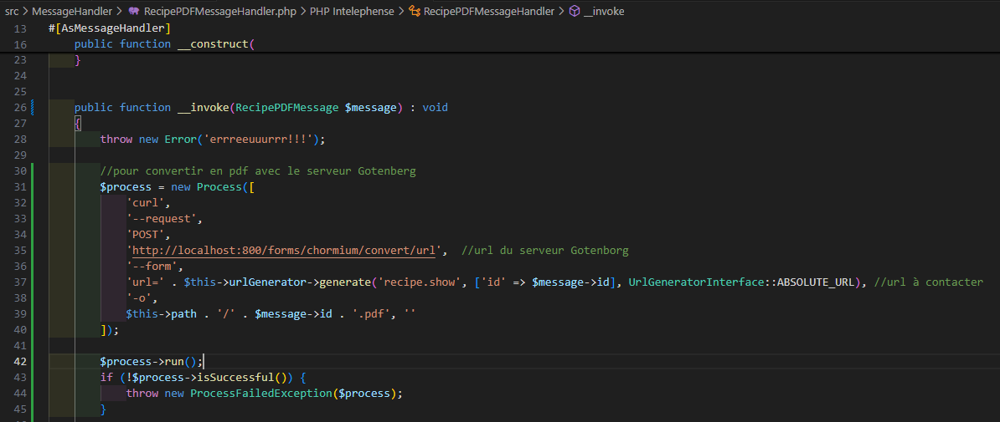 src > MessageHandler > RecipePDFMessageHandler.php > PHP Intelephense > RecipePDFMessageHandler > __invoke
13 #[AsMessageHandler]
16 public function __construct(
23 }
24
25
26 public function __invoke(RecipePDFMessage $message) : void
27 {
28 throw new Error('errreeuuurrr!!!');
29
30 //pour convertir en pdf avec le serveur Gotenberg
31 $process = new Process([
32 'curl',
33 '--request',
34 'POST',
35 'http://localhost:800/forms/chormium/convert/url',  //url du serveur Gotenborg
36 '--form',
37 'url=' . $this->urlGenerator->generate('recipe.show', ['id' => $message->id], UrlGeneratorInterface::ABSOLUTE_URL), //url à contacter
38 '-o',
39 $this->path . '/' . $message->id . '.pdf', ''
40 ]);
41
42 $process->run();
43 if (!$process->isSuccessful()) {
44 throw new ProcessFailedException($process);
45 }